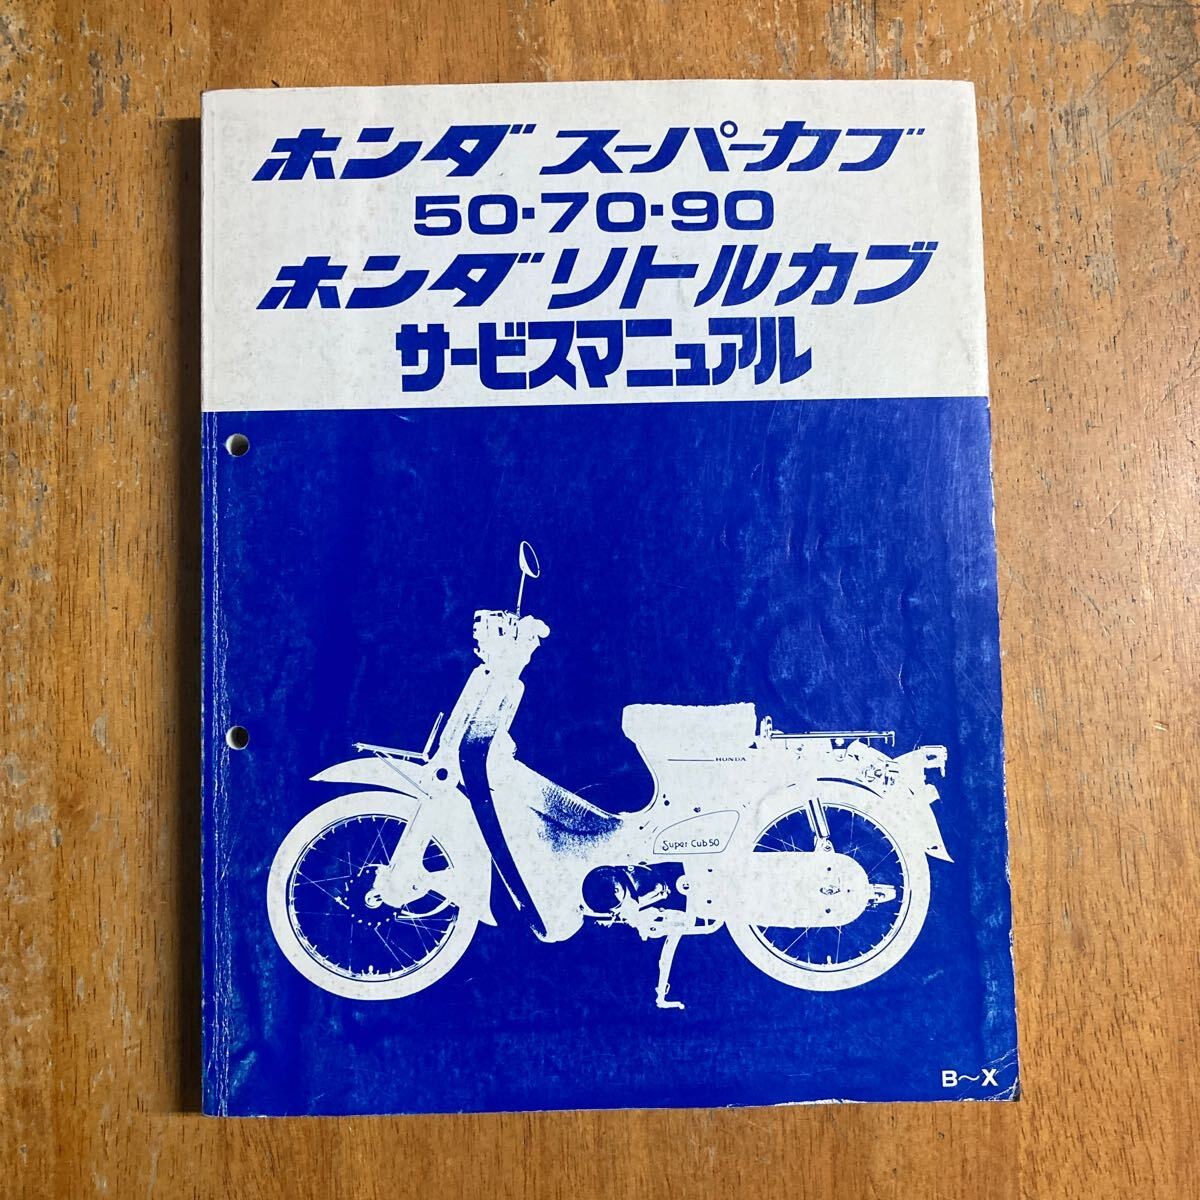 ホンダ スーパーカブ
50・70・90
ホンダ リトルカブ
サービスマニュアル
HONDA
Super Cub 50
B～X